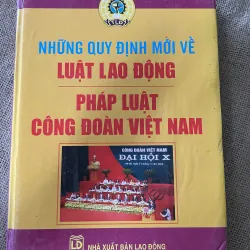 NHỮNG QUY ĐỊNH MỚI VỀ
LUẬT LAO ĐỘNG
PHÁP LUẬT
CÔNG ĐOÀN VIỆT NAM
CÔNG ĐOÀN VIỆT NAM
ĐẠI HỘI X
LĐ
NHÀ XUẤT BẢN LAO ĐỘNG